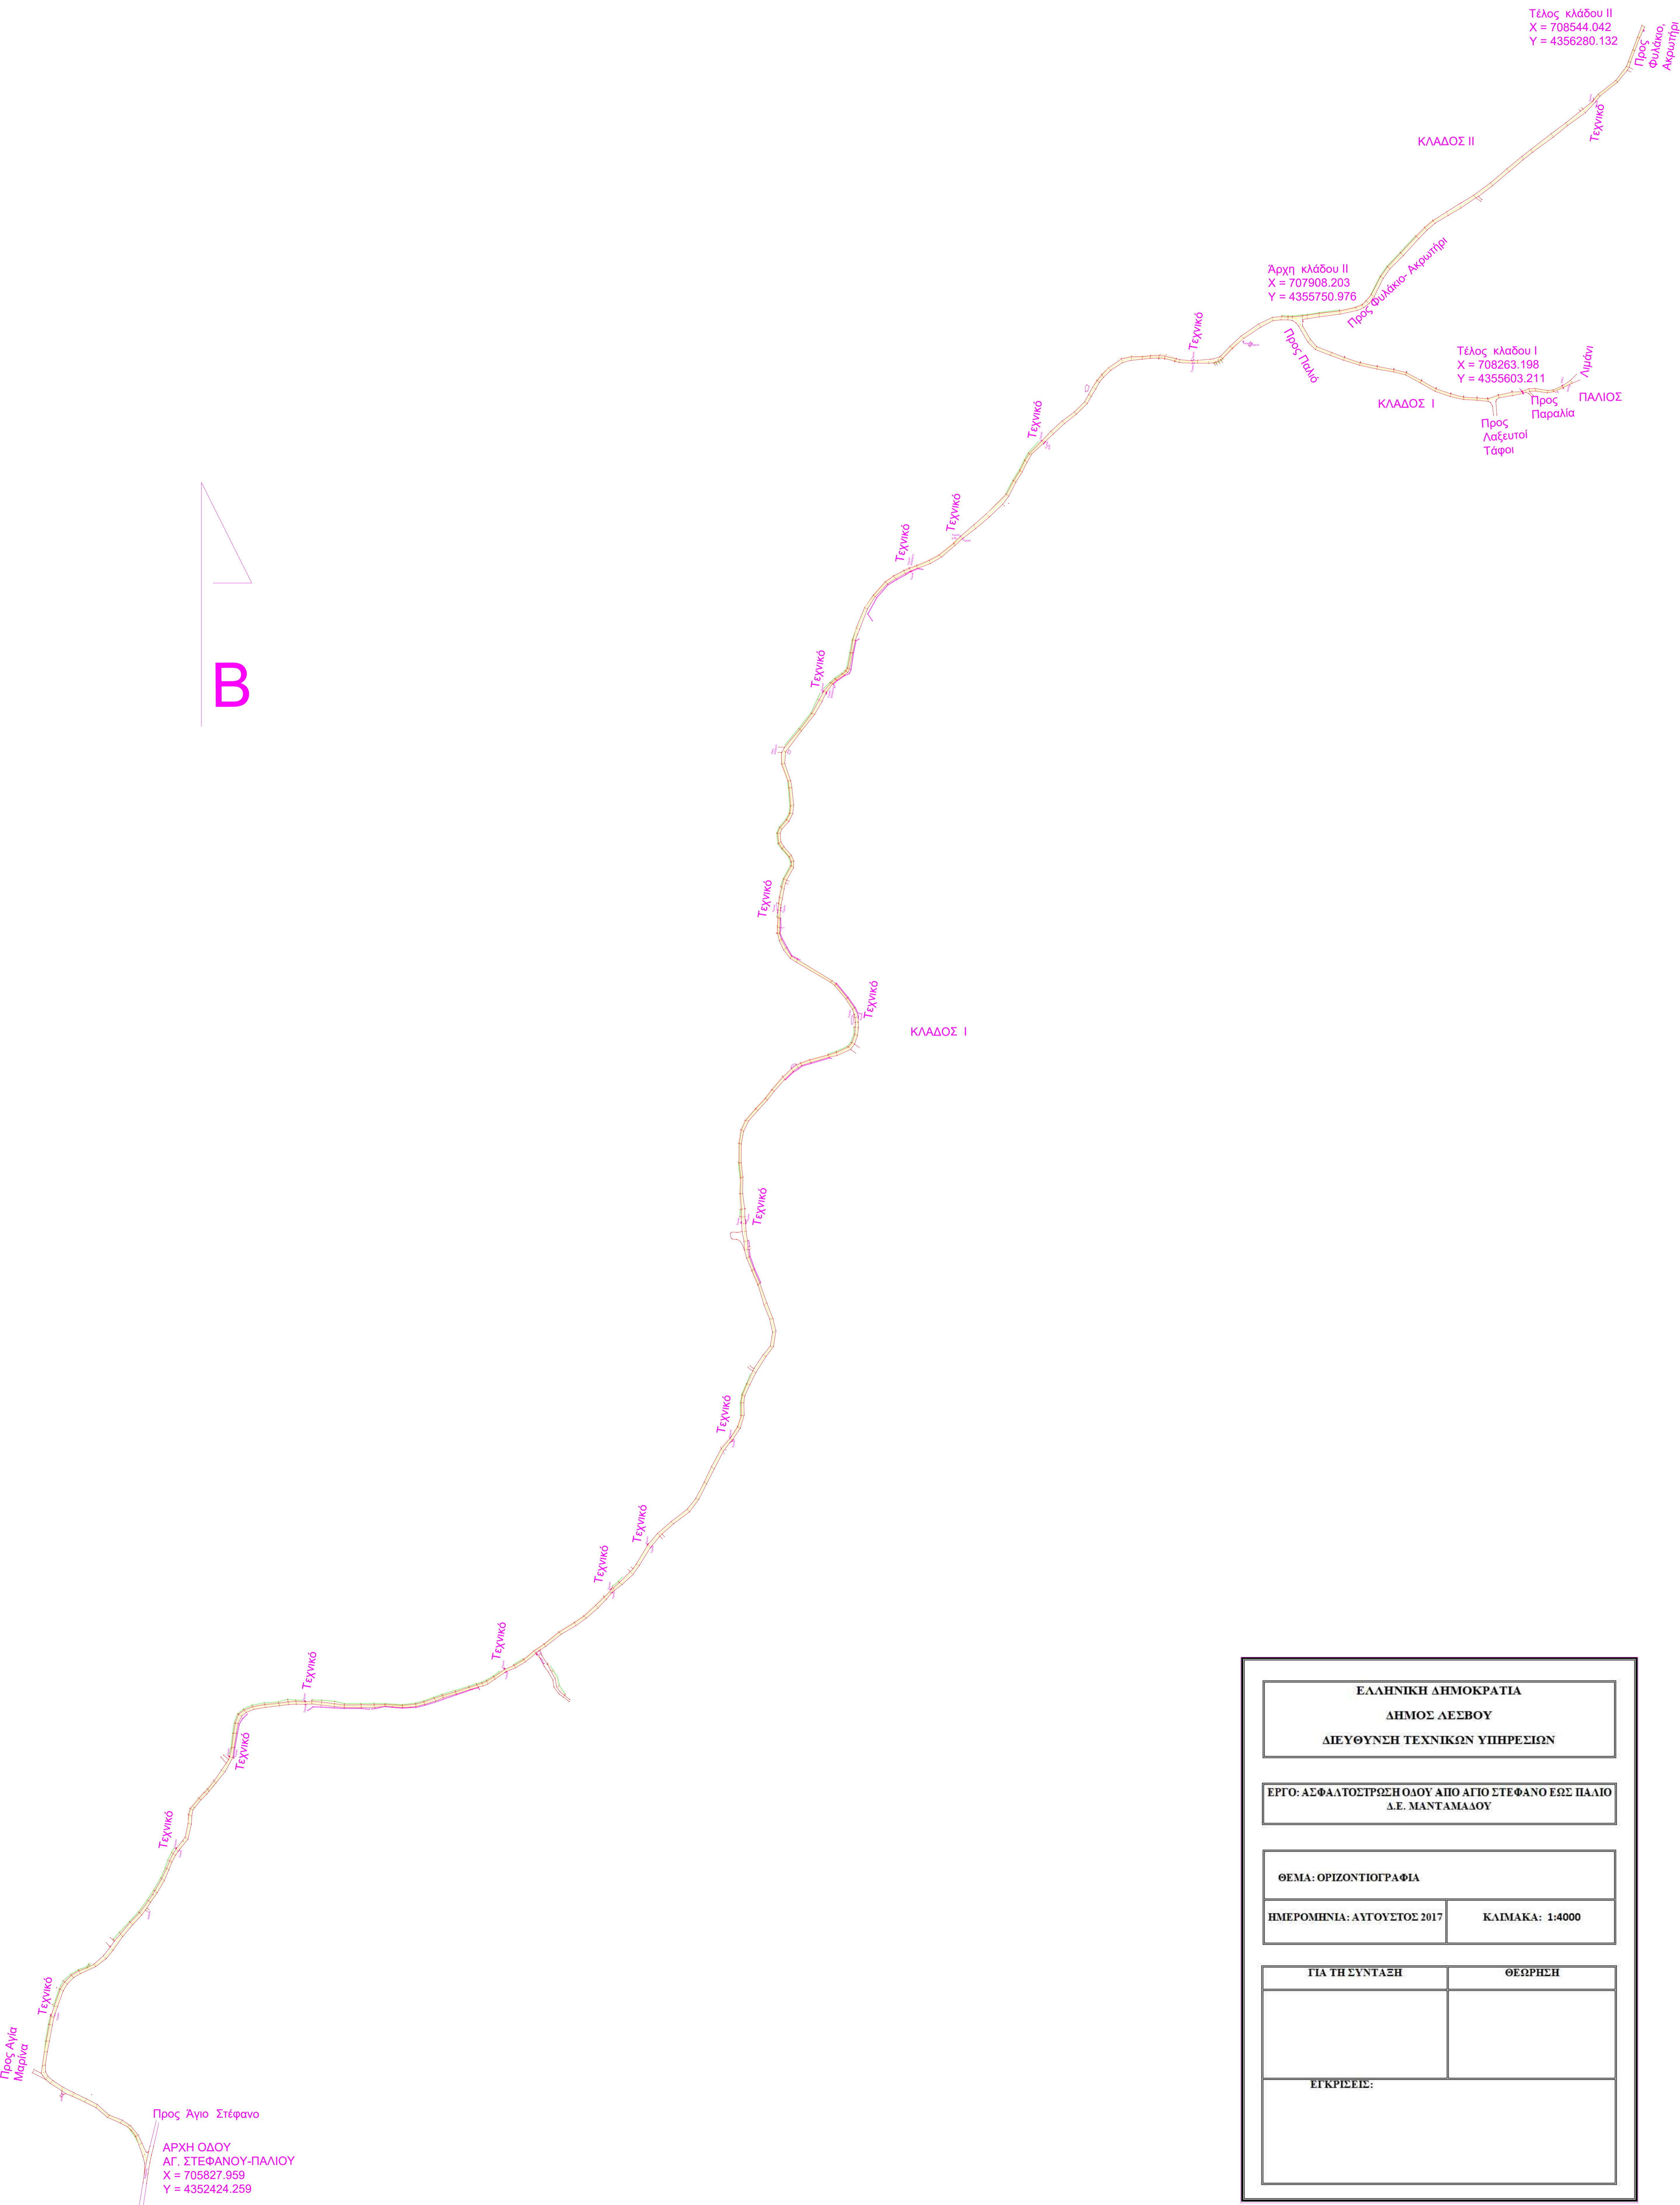 Τέλος κλάδου ΙΙ
Χ = 708544.042
Υ = 4356280.132
Προς
Φυλάκιο,
Ακρωτήρι
Τεχνικό
ΚΛΑΔΟΣ ΙΙ
Άρχη κλάδου ΙΙ
Χ = 707908.203
Υ = 4355750.976
Προς Φυλάκιο- Ακρωτήρι
Τεχνικό
Προς Παλιό
Τέλος κλαδου Ι
Χ = 708263.198
Υ = 4355603.211
Λιμάνι
ΠΑΛΙΟΣ
Προς
Παραλία
ΚΛΑΔΟΣ Ι
Προς
Λαξευτοί
Τάφοι
Τεχνικό
Τεχνικό
Τεχνικό
Β
Τεχνικό
Τεχνικό
Τεχνικό
ΚΛΑΔΟΣ Ι
Τεχνικό
Τεχνικό
Τεχνικό
Τεχνικό
Τεχνικό
Τεχνικό
Τεχνικό
Τεχνικό
Τεχνικό
Προς Αγία
Μαρίνα
Προς Άγιο Στέφανο
ΑΡΧΗ ΟΔΟΥ
ΑΓ. ΣΤΕΦΑΝΟΥ-ΠΑΛΙΟΥ
Χ = 705827.959
Υ = 4352424.259
ΕΛΛΗΝΙΚΗ ΔΗΜΟΚΡΑΤΙΑ
ΔΗΜΟΣ ΛΕΣΒΟΥ
ΔΙΕΥΘΥΝΣΗ ΤΕΧΝΙΚΩΝ ΥΠΗΡΕΣΙΩΝ
ΕΡΓΟ: ΑΣΦΑΛΤΟΣΤΡΩΣΗ ΟΔΟΥ ΑΠΟ ΑΓΙΟ ΣΤΕΦΑΝΟ ΕΩΣ ΠΑΛΙΟ
Δ.Ε. ΜΑΝΤΑΜΑΔΟΥ
ΘΕΜΑ: ΟΡΙΖΟΝΤΙΟΓΡΑΦΙΑ
ΗΜΕΡΟΜΗΝΙΑ: ΑΥΓΟΥΣΤΟΣ 2017
ΚΛΙΜΑΚΑ: 1:4000
ΓΙΑ ΤΗ ΣΥΝΤΑΞΗ
ΘΕΩΡΗΣΗ
ΕΓΚΡΙΣΕΙΣ: